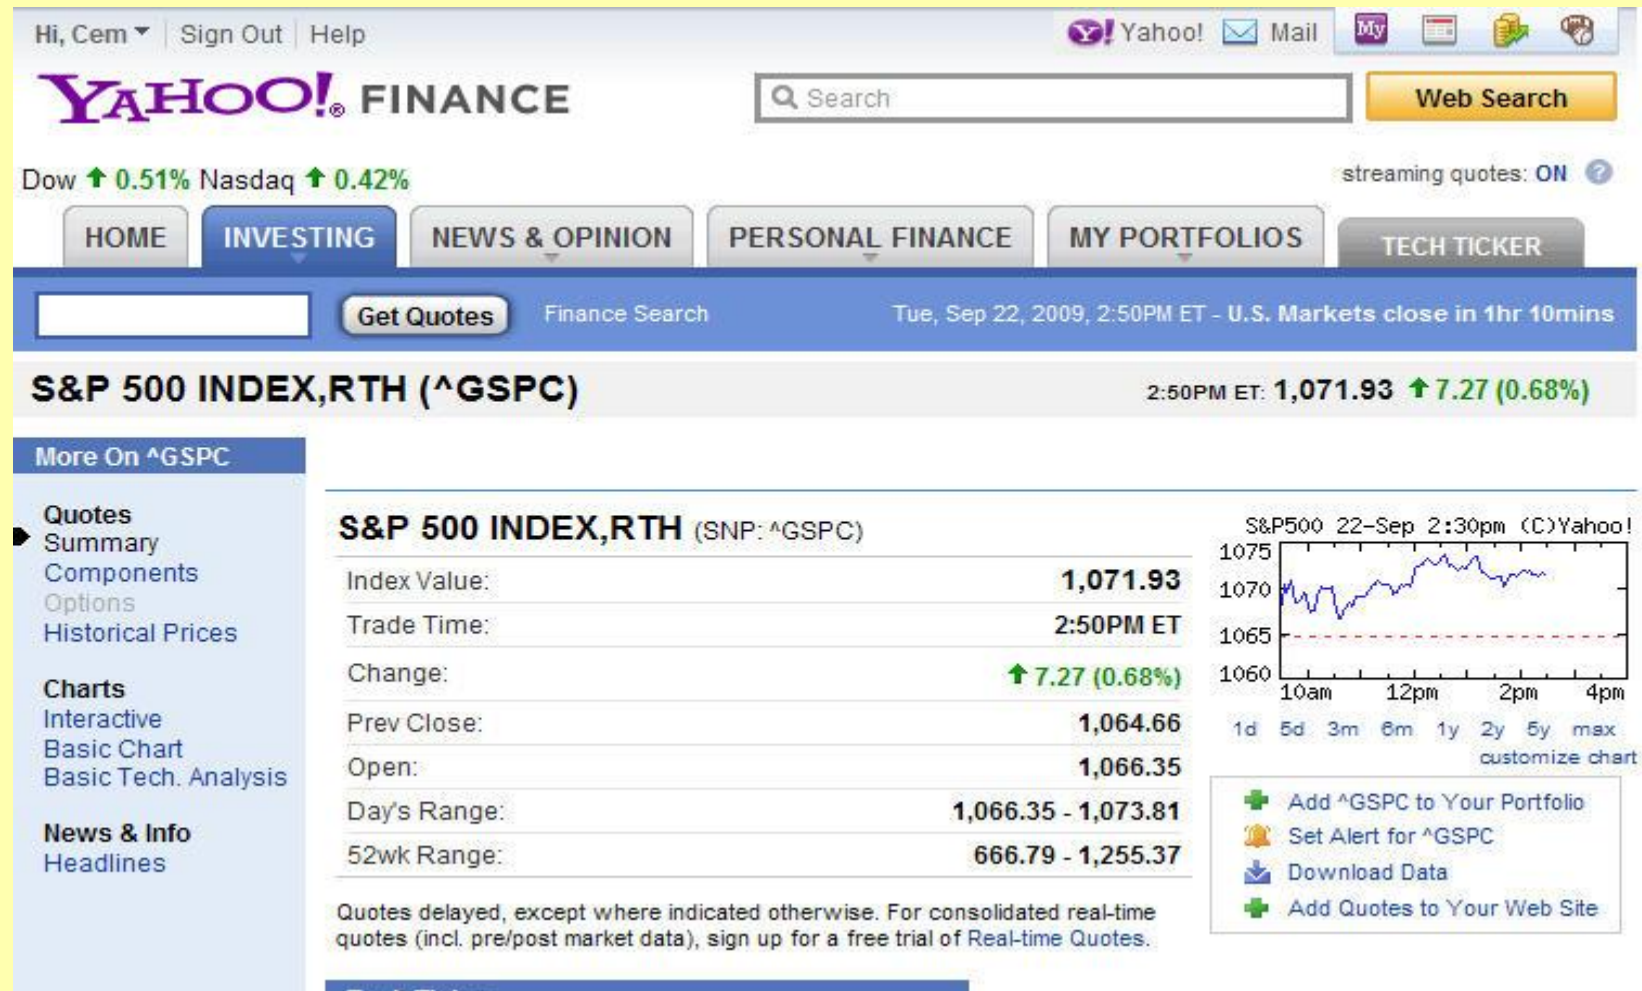 Hi, Cem Sign Out Help Yahoo! Mail My
YAHOO!® FINANCE Search Web Search
Dow 0.51% Nasdaq 0.42% streaming quotes: ON ?
HOME INVESTING NEWS & OPINION PERSONAL FINANCE MY PORTFOLIOS TECH TICKER
Get Quotes Finance Search Tue, Sep 22, 2009, 2:50PM ET - U.S. Markets close in 1hr 10mins
S&P 500 INDEX,RTH (^GSPC) 2:50PM ET: 1,071.93 7.27 (0.68%)
More On ^GSPC
Quotes
Summary
Components
Options
Historical Prices
Charts
Interactive
Basic Chart
Basic Tech. Analysis
News & Info
Headlines
S&P 500 INDEX,RTH (SNP: ^GSPC)
Index Value: 1,071.93
Trade Time: 2:50PM ET
Change: 7.27 (0.68%)
Prev Close: 1,064.66
Open: 1,066.35
Day's Range: 1,066.35 - 1,073.81
52wk Range: 666.79 - 1,255.37
Quotes delayed, except where indicated otherwise. For consolidated real-time
quotes (incl. pre/post market data), sign up for a free trial of Real-time Quotes.
S&P500 22-Sep 2:30pm (C)Yahoo!
1075
1070
1065
1060
10am 12pm 2pm 4pm
1d 5d 3m 6m 1y 2y 5y max
customize chart
Add ^GSPC to Your Portfolio
Set Alert for ^GSPC
Download Data
Add Quotes to Your Web Site